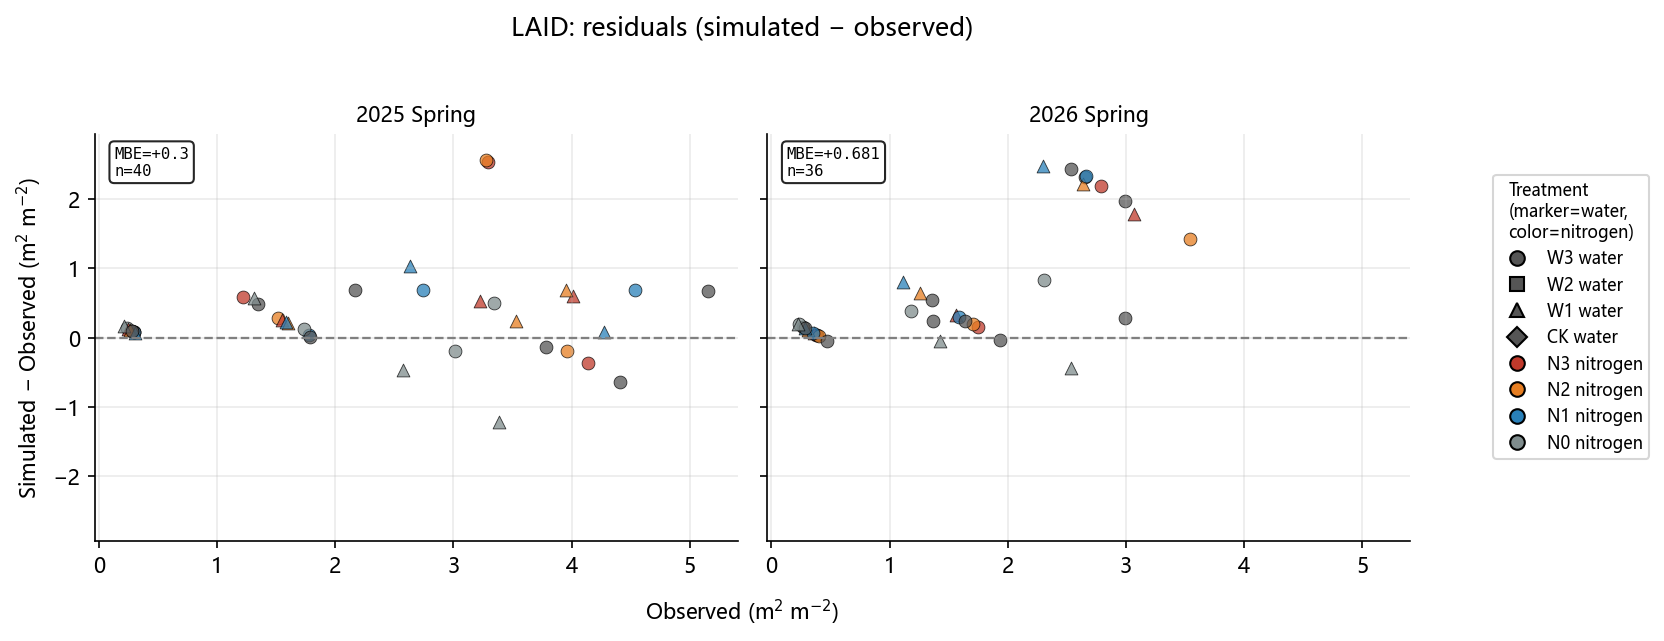 LAID: residuals (simulated − observed)
2025 Spring
2026 Spring
MBE=+0.3
n=40
MBE=+0.681
n=36
Simulated − Observed (m² m⁻²)
2
1
0
−1
−2
0 1 2 3 4 5
0 1 2 3 4 5
Observed (m² m⁻²)
Treatment
(marker=water,
color=nitrogen)
W3 water
W2 water
W1 water
CK water
N3 nitrogen
N2 nitrogen
N1 nitrogen
N0 nitrogen